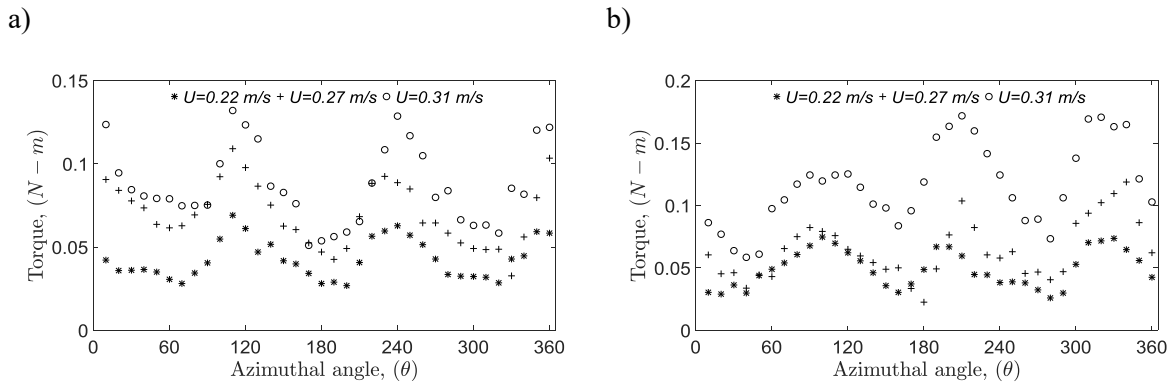 a)
b)
0.15
0.1
0.05
0
Torque, (N − m)
* U=0.22 m/s + U=0.27 m/s ○ U=0.31 m/s
0 60 120 180 240 300 360
Azimuthal angle, (θ)
0.2
0.15
0.1
0.05
0
Torque, (N − m)
* U=0.22 m/s + U=0.27 m/s ○ U=0.31 m/s
0 60 120 180 240 300 360
Azimuthal angle, (θ)